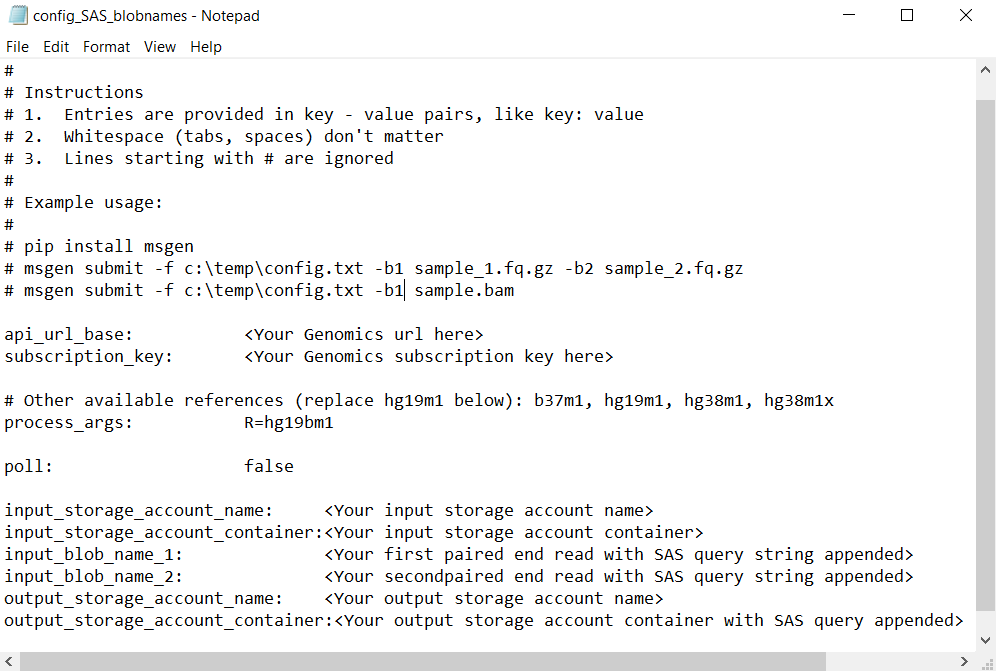 config_SAS_blobnames - Notepad
File Edit Format View Help
#
# Instructions
# 1. Entries are provided in key - value pairs, like key: value
# 2. Whitespace (tabs, spaces) don't matter
# 3. Lines starting with # are ignored
#
# Example usage:
#
# pip install msgen
# msgen submit -f c:\temp\config.txt -b1 sample_1.fq.gz -b2 sample_2.fq.gz
# msgen submit -f c:\temp\config.txt -b1 sample.bam
api_url_base: <Your Genomics url here>
subscription_key: <Your Genomics subscription key here>
# Other available references (replace hg19m1 below): b37m1, hg19m1, hg38m1, hg38m1x
process_args: R=hg19bm1
poll: false
input_storage_account_name: <Your input storage account name>
input_storage_account_container:<Your input storage account container>
input_blob_name_1: <Your first paired end read with SAS query string appended>
input_blob_name_2: <Your secondpaired end read with SAS query string appended>
output_storage_account_name: <Your output storage account name>
output_storage_account_container:<Your output storage account container with SAS query appended>